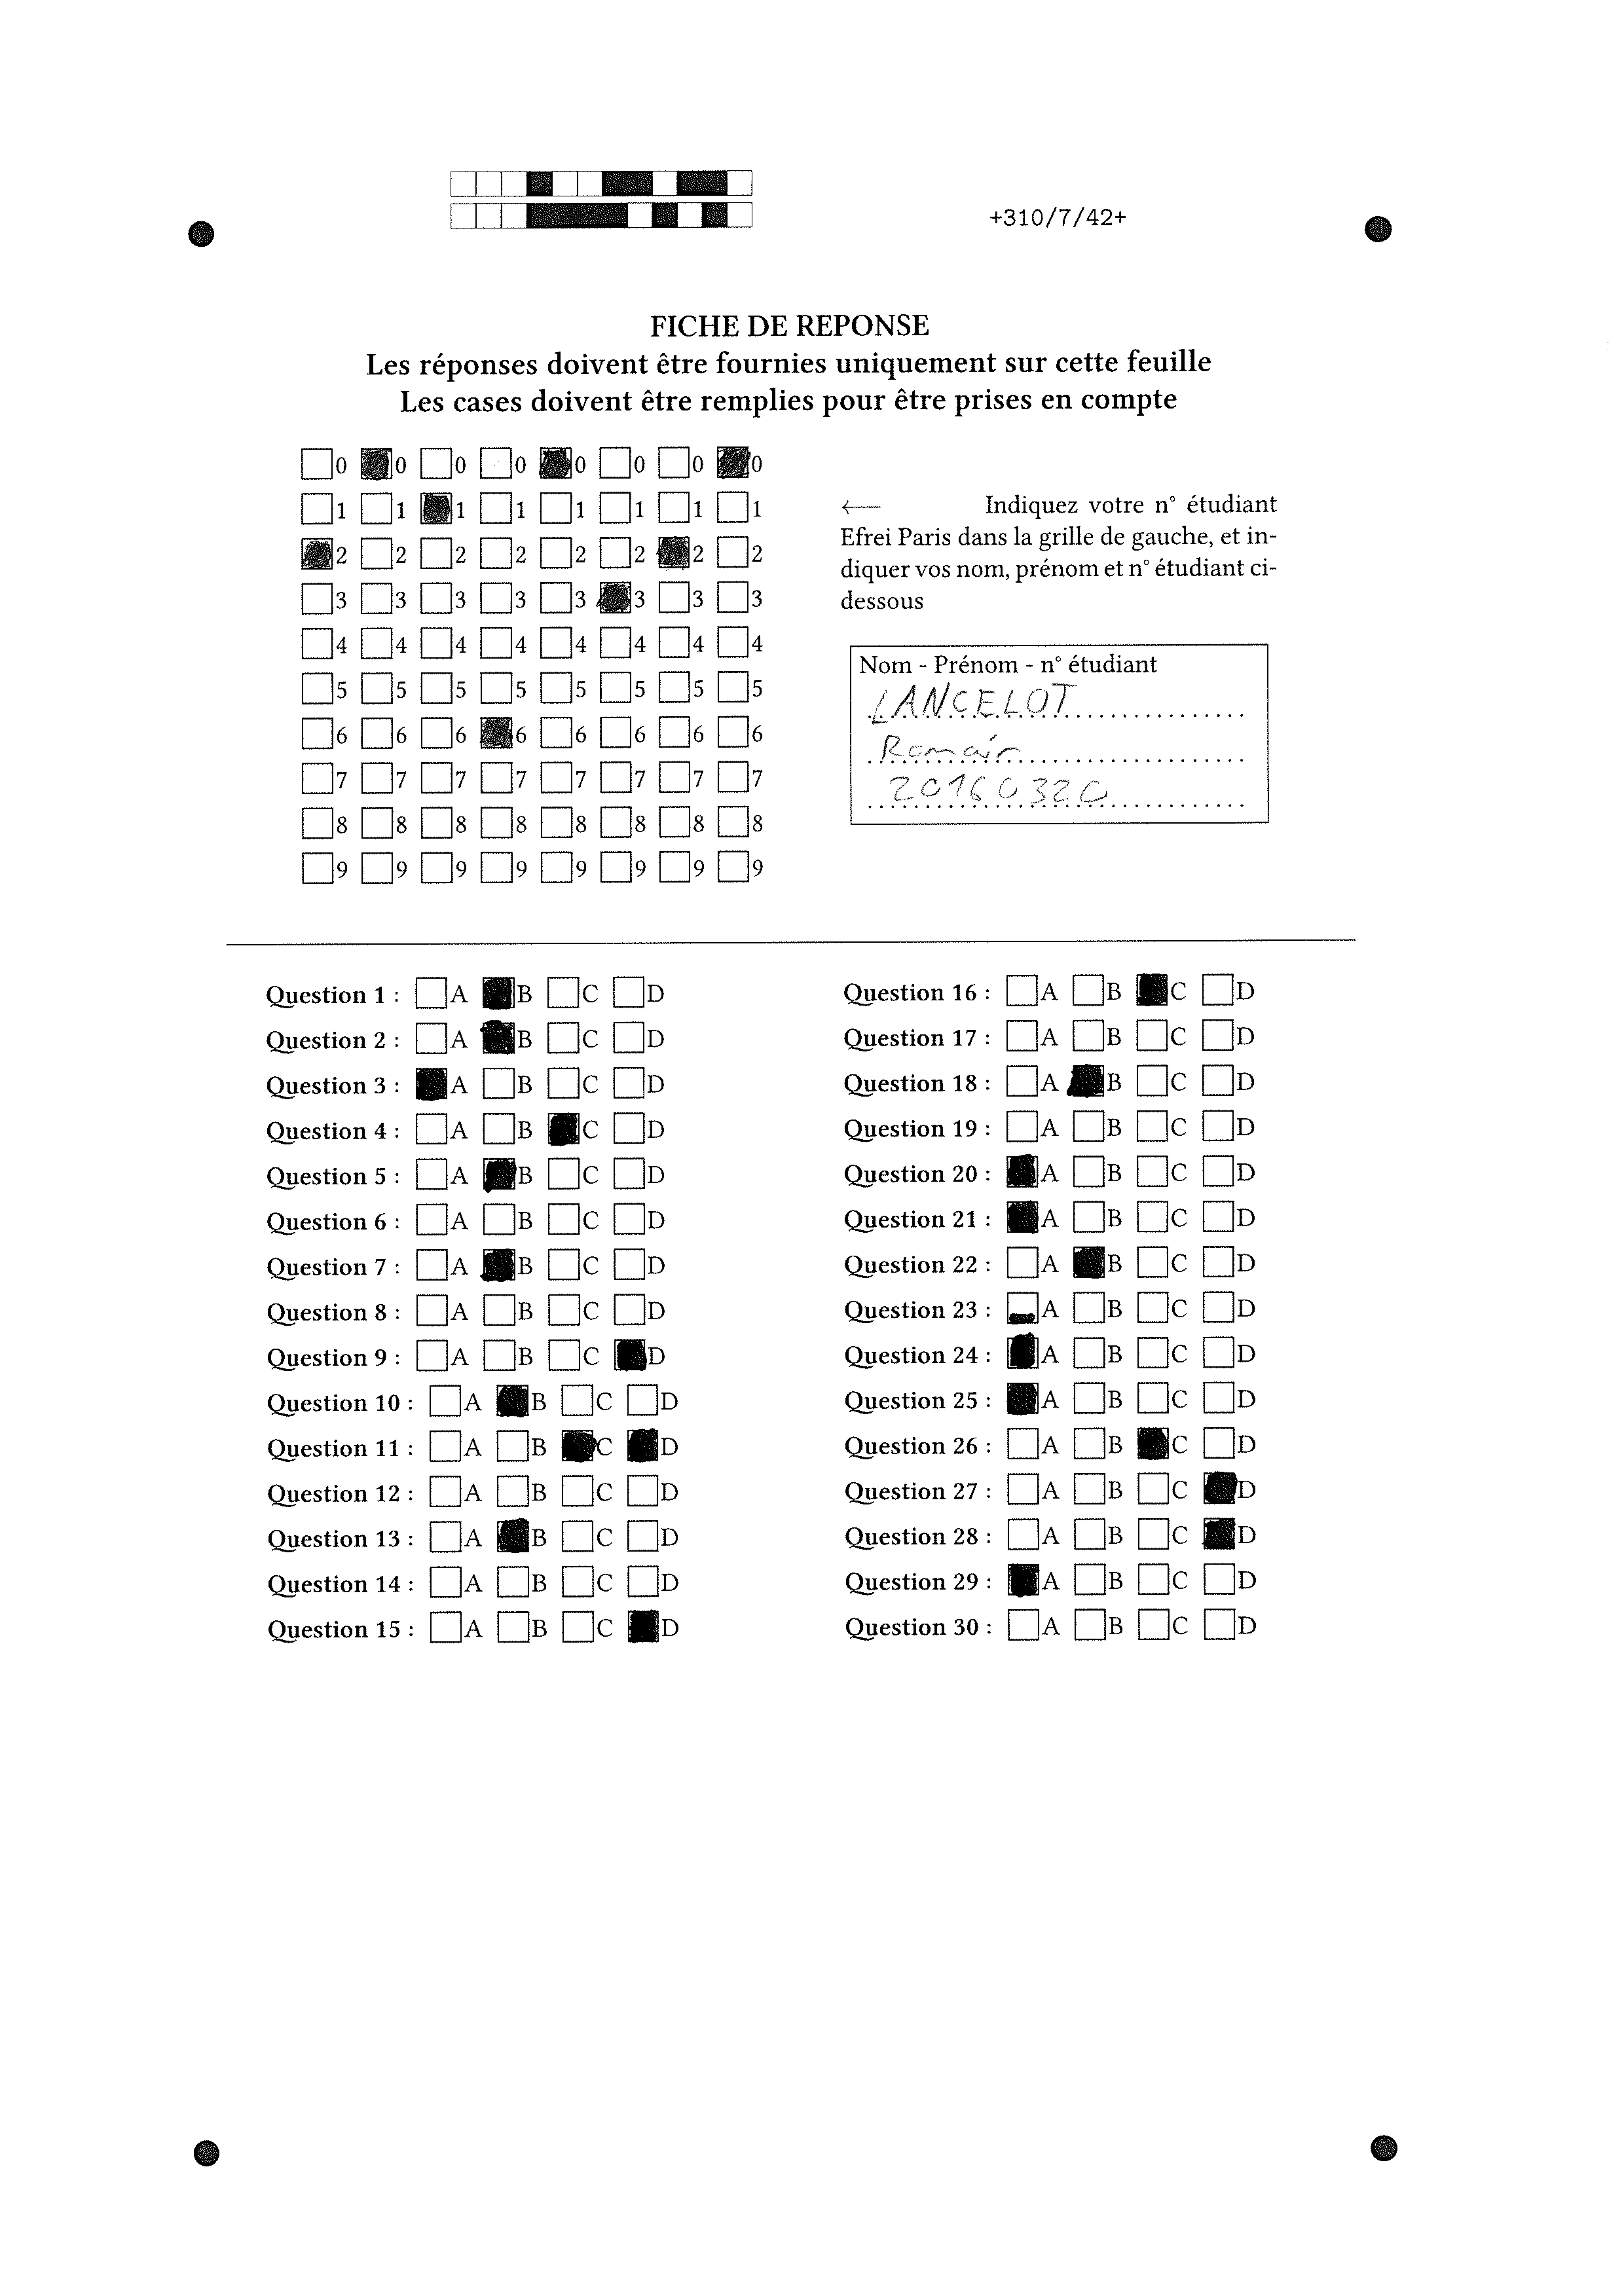 +310/7/42+
FICHE DE REPONSE
Les réponses doivent être fournies uniquement sur cette feuille
Les cases doivent être remplies pour être prises en compte
0 0 0 0 0 0 0 0
1 1 1 1 1 1 1 1
2 2 2 2 2 2 2 2
3 3 3 3 3 3 3 3
4 4 4 4 4 4 4 4
5 5 5 5 5 5 5 5
6 6 6 6 6 6 6 6
7 7 7 7 7 7 7 7
8 8 8 8 8 8 8 8
9 9 9 9 9 9 9 9
← Indiquez votre n° étudiant
Efrei Paris dans la grille de gauche, et in-
diquer vos nom, prénom et n° étudiant ci-
dessous
Nom - Prénom - n° étudiant
LANCELOT
Romain
20160320
Question 1 : A B C D
Question 2 : A B C D
Question 3 : A B C D
Question 4 : A B C D
Question 5 : A B C D
Question 6 : A B C D
Question 7 : A B C D
Question 8 : A B C D
Question 9 : A B C D
Question 10 : A B C D
Question 11 : A B C D
Question 12 : A B C D
Question 13 : A B C D
Question 14 : A B C D
Question 15 : A B C D
Question 16 : A B C D
Question 17 : A B C D
Question 18 : A B C D
Question 19 : A B C D
Question 20 : A B C D
Question 21 : A B C D
Question 22 : A B C D
Question 23 : A B C D
Question 24 : A B C D
Question 25 : A B C D
Question 26 : A B C D
Question 27 : A B C D
Question 28 : A B C D
Question 29 : A B C D
Question 30 : A B C D